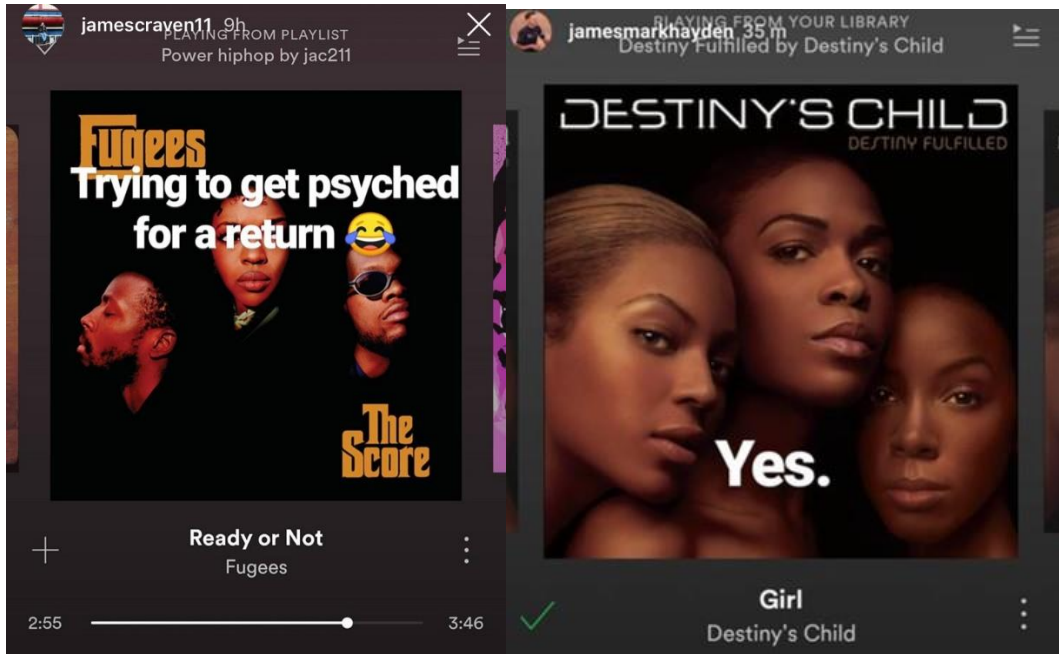 jamescraven11 9h
PLAYING FROM PLAYLIST
Power hiphop by jac211
Fugees
Trying to get psyched
for a return 😂
The
Score
Ready or Not
Fugees
2:55
3:46
PLAYING FROM YOUR LIBRARY
jamesmarkhayden 35 m
Destiny Fulfilled by Destiny's Child
DESTINY'S CHILD
DESTINY FULFILLED
Yes.
Girl
Destiny's Child